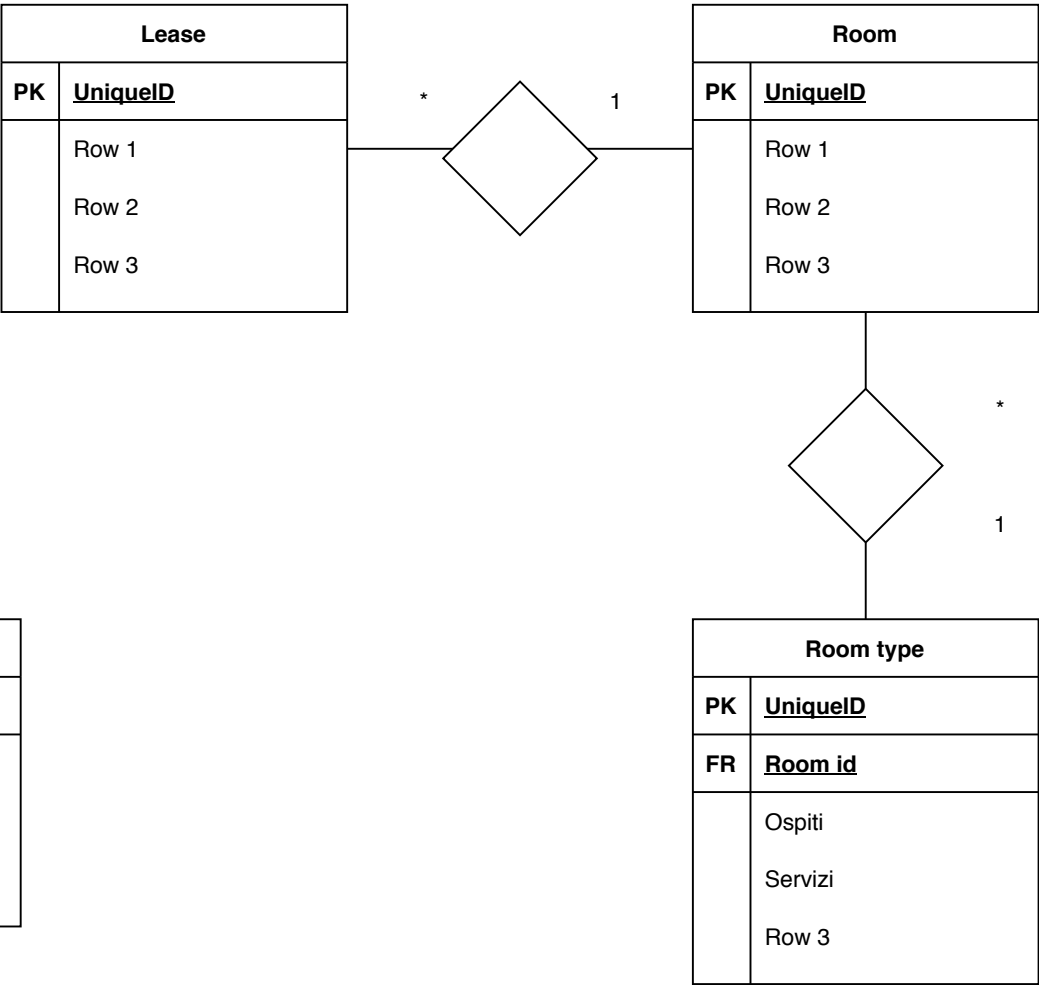 Lease
PK UniqueID
Row 1
Row 2
Row 3
*
1
Room
PK UniqueID
Row 1
Row 2
Row 3
*
1
Room type
PK UniqueID
FR Room id
Ospiti
Servizi
Row 3